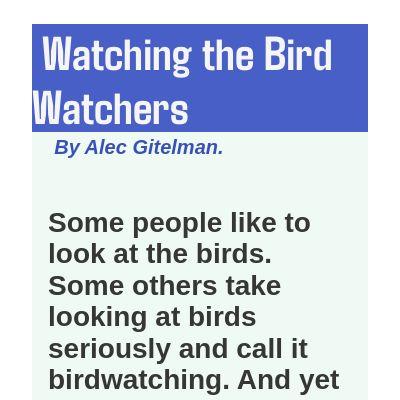 Watching the Bird
Watchers
By Alec Gitelman.
Some people like to
look at the birds.
Some others take
looking at birds
seriously and call it
birdwatching. And yet